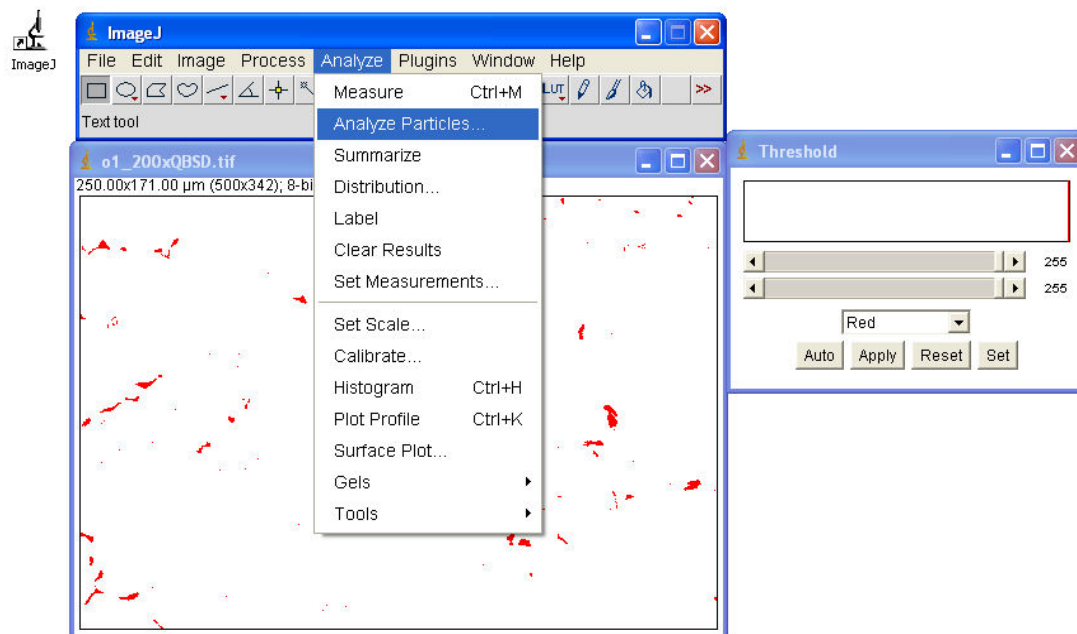 ImageJ
ImageJ
File Edit Image Process Analyze Plugins Window Help
LUT >>
Text tool
Measure Ctrl+M
Analyze Particles...
Summarize
Distribution...
Label
Clear Results
Set Measurements...
Set Scale...
Calibrate...
Histogram Ctrl+H
Plot Profile Ctrl+K
Surface Plot...
Gels
Tools
o1_200xQBSD.tif
250.00x171.00 µm (500x342); 8-bi
Threshold
255
255
Red
Auto Apply Reset Set